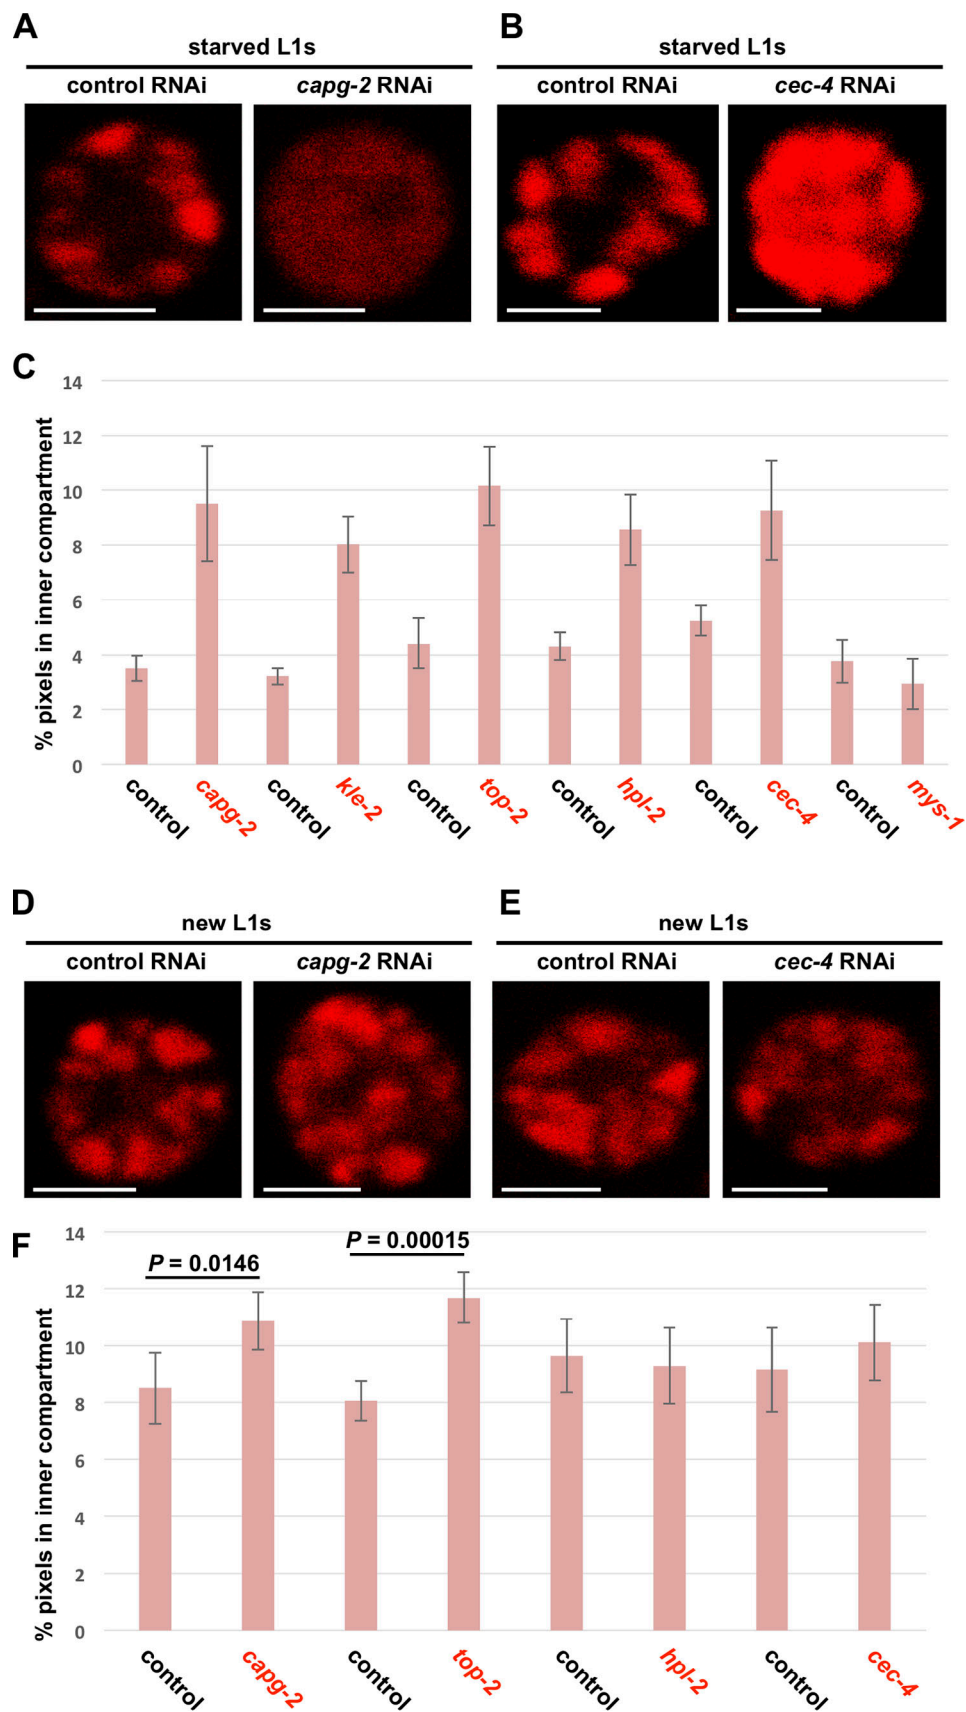 A
B
starved L1s
starved L1s
control RNAi
capg-2 RNAi
control RNAi
cec-4 RNAi
C
% pixels in inner compartment
14
12
10
8
6
4
2
0
control
capg-2
control
kle-2
control
top-2
control
hpl-2
control
cec-4
control
mys-1
D
E
new L1s
new L1s
control RNAi
capg-2 RNAi
control RNAi
cec-4 RNAi
F
% pixels in inner compartment
14
12
10
8
6
4
2
0
P = 0.0146
P = 0.00015
control
capg-2
control
top-2
control
hpl-2
control
cec-4